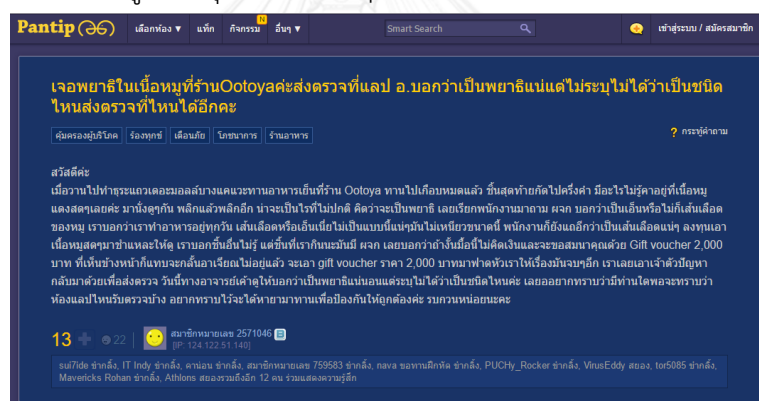 Pantip เลือกห้อง ▼ แท็ก กิจกรรม N อื่นๆ ▼ Smart Search เข้าสู่ระบบ / สมัครสมาชิก
เจอพยาธิในเนื้อหมูที่ร้านOotoyaค่ะส่งตรวจที่แลป อ.บอกว่าเป็นพยาธิแน่แต่ไม่ระบุไม่ได้ว่าเป็นชนิด
ไหนส่งตรวจที่ไหนได้อีกคะ
คุ้มครองผู้บริโภค ร้องทุกข์ เตือนภัย โภชนาการ ร้านอาหาร ? กระทู้คำถาม
สวัสดีค่ะ
เมื่อวานไปทำธุระแถวเดอะมอลล์บางแคแวะทานอาหารเย็นที่ร้าน Ootoya ทานไปเกือบหมดแล้ว ชิ้นสุดท้ายกัดไปครึ่งคำ มีอะไรไม่รู้คาอยู่ที่เนื้อหมู
แดงสดๆเลยค่ะ มานั่งดูๆกัน พลิกแล้วพลิกอีก น่าจะเป็นไรที่ไม่ปกติ คิดว่าจะเป็นพยาธิ เลยเรียกพนักงานมาถาม ผจก บอกว่าเป็นเอ็นหรือไม่ก็เส้นเลือด
ของหมู เราบอกว่าเราทำอาหารอยู่ทุกวัน เส้นเลือดหรือเอ็นเนี่ยไม่เป็นแบบนี้แน่ๆมันไม่เหนียวขนาดนี้ พนักงานก็ยังแถอีกว่าเป็นเส้นเลือดแน่ๆ ลงทุนเอา
เนื้อหมูสดๆมาชำแหละให้ดู เราบอกชิ้นอื่นไม่รู้ แต่ชิ้นที่เรากินนะมันมี ผจก เลยบอกว่าถ้างั้นมื้อนี้ไม่คิดเงินและจะขอสมนาคุณด้วย Gift voucher 2,000
บาท ที่เห็นข้างหน้าก็แทบจะกลั้นอาเจียณไม่อยู่แล้ว จะเอา gift voucher ราคา 2,000 บาทมาฟาดหัวเราให้เรื่องมันจบๆอีก เราเลยเอาเจ้าตัวปัญหา
กลับมาด้วยเพื่อส่งตรวจ วันนี้ทางอาจารย์เค้าดูให้บอกว่าเป็นพยาธิแน่นอนแต่ระบุไม่ได้ว่าเป็นชนิดไหนค่ะ เลยอยากทราบว่ามีท่านใดพอจะทราบว่า
ห้องแลปไหนรับตรวจบ้าง อยากทราบไว้จะได้หายามาทานเพื่อป้องกันให้ถูกต้องค่ะ รบกวนหน่อยนะคะ
13 + 22 สมาชิกหมายเลข 2571046
[IP: 124.122.51.140]
sui7ide ขำกลิ้ง, IT Indy ขำกลิ้ง, คาน่อน ขำกลิ้ง, สมาชิกหมายเลข 759583 ขำกลิ้ง, nava ขอทานฝึกหัด ขำกลิ้ง, PUCHy_Rocker ขำกลิ้ง, VirusEddy สยอง, tor5085 ขำกลิ้ง,
Mavericks Rohan ขำกลิ้ง, Athlons สยองรวมถึงอีก 12 คน ร่วมแสดงความรู้สึก